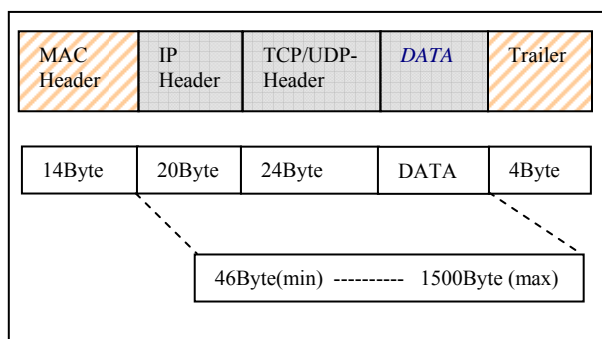 MAC Header
IP Header
TCP/UDP-Header
DATA
Trailer
14Byte
20Byte
24Byte
DATA
4Byte
46Byte(min) ---------- 1500Byte (max)